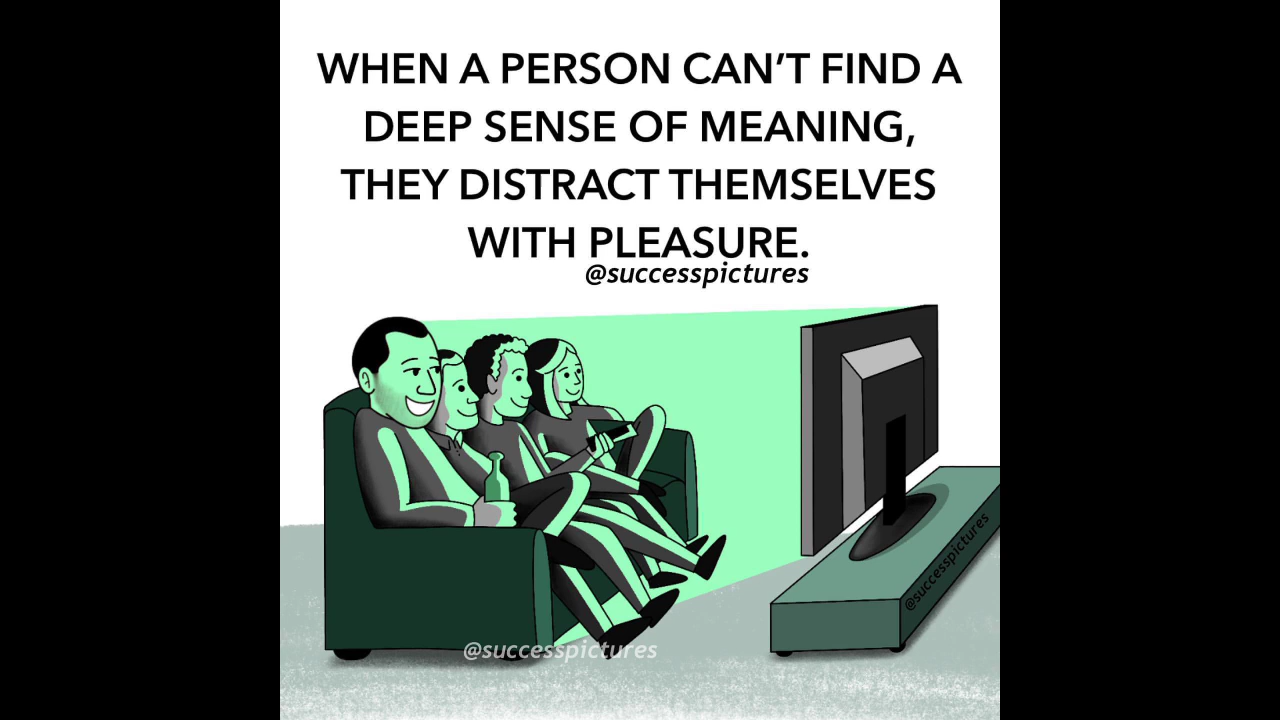 WHEN A PERSON CAN'T FIND A
DEEP SENSE OF MEANING,
THEY DISTRACT THEMSELVES
WITH PLEASURE.
@successpictures
@successpictures
@successpictures